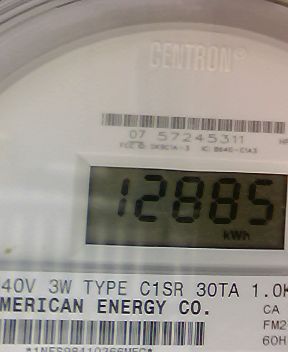 CENTRON®
07 57245311
12885
kWh
40V 3W TYPE C1SR 30TA 1.0K
MERICAN ENERGY CO.
CA
FM2
60H